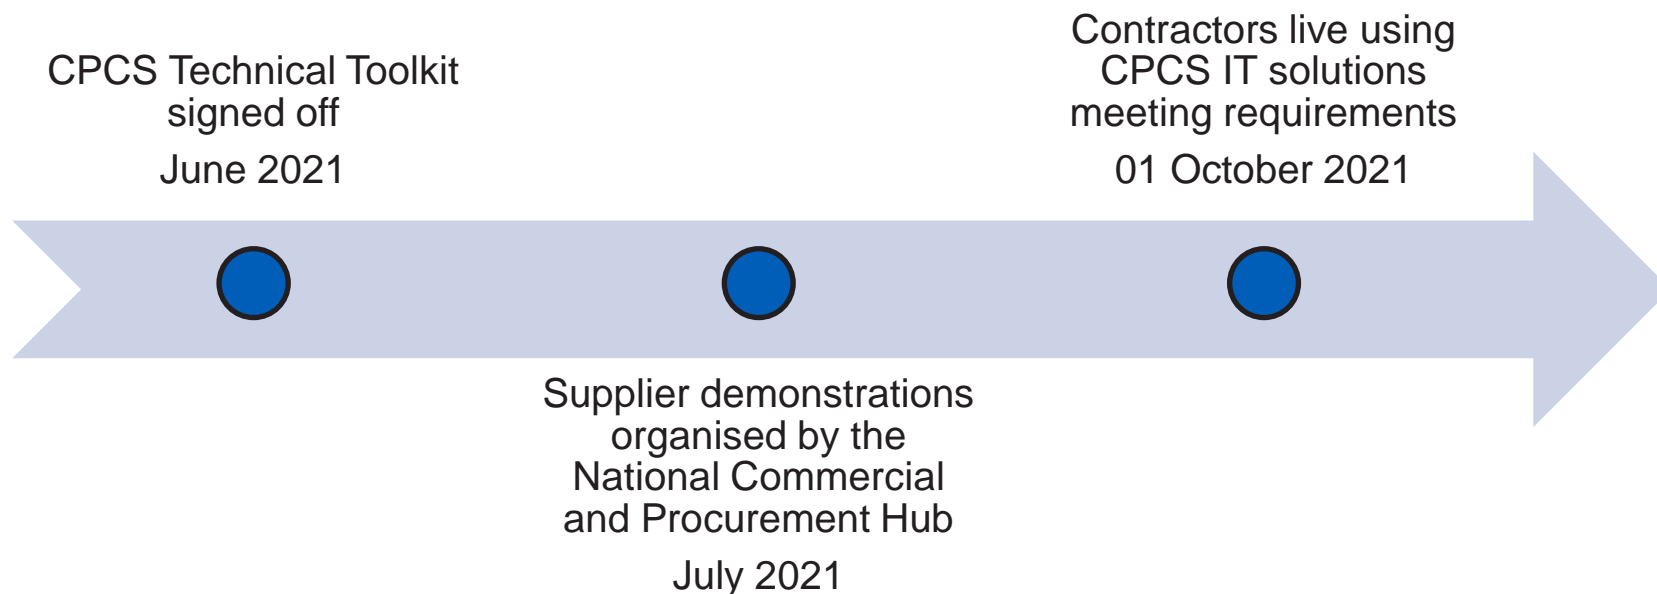 CPCS Technical Toolkit
signed off
June 2021
Supplier demonstrations
organised by the
National Commercial
and Procurement Hub
July 2021
Contractors live using
CPCS IT solutions
meeting requirements
01 October 2021